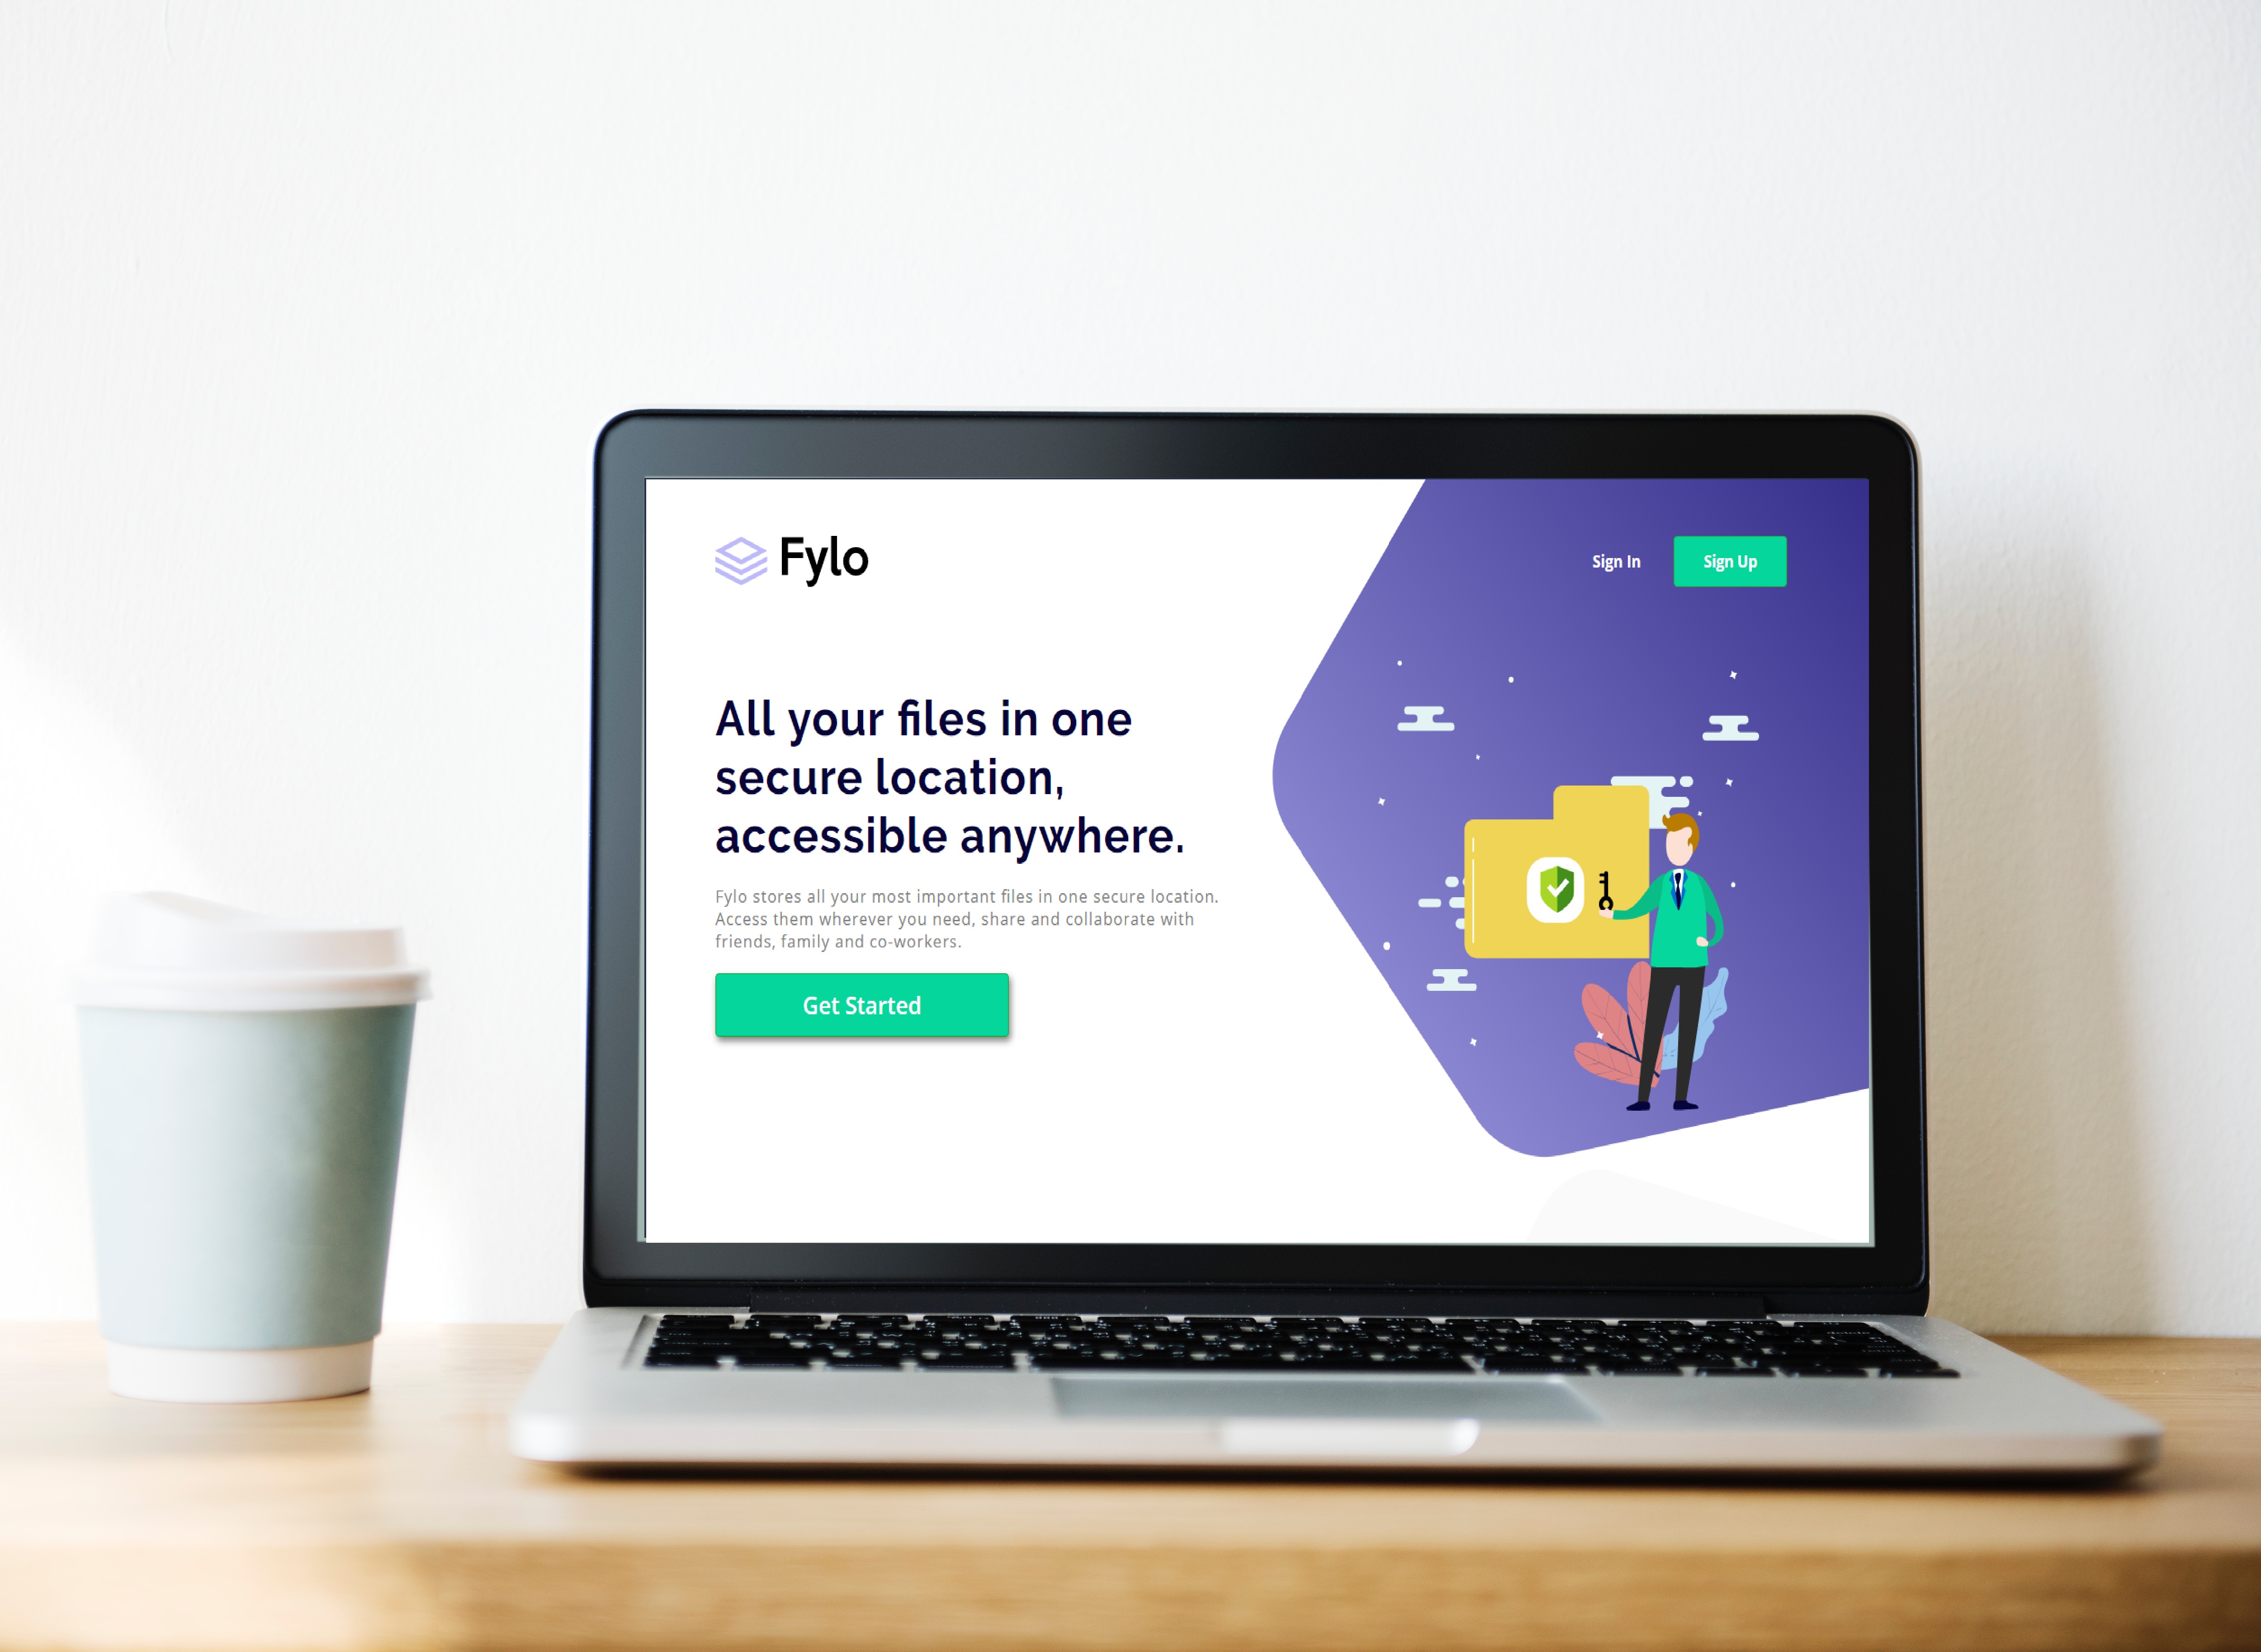 Fylo
Sign In
Sign Up
All your files in one
secure location,
accessible anywhere.
Fylo stores all your most important files in one secure location.
Access them wherever you need, share and collaborate with
friends, family and co-workers.
Get Started